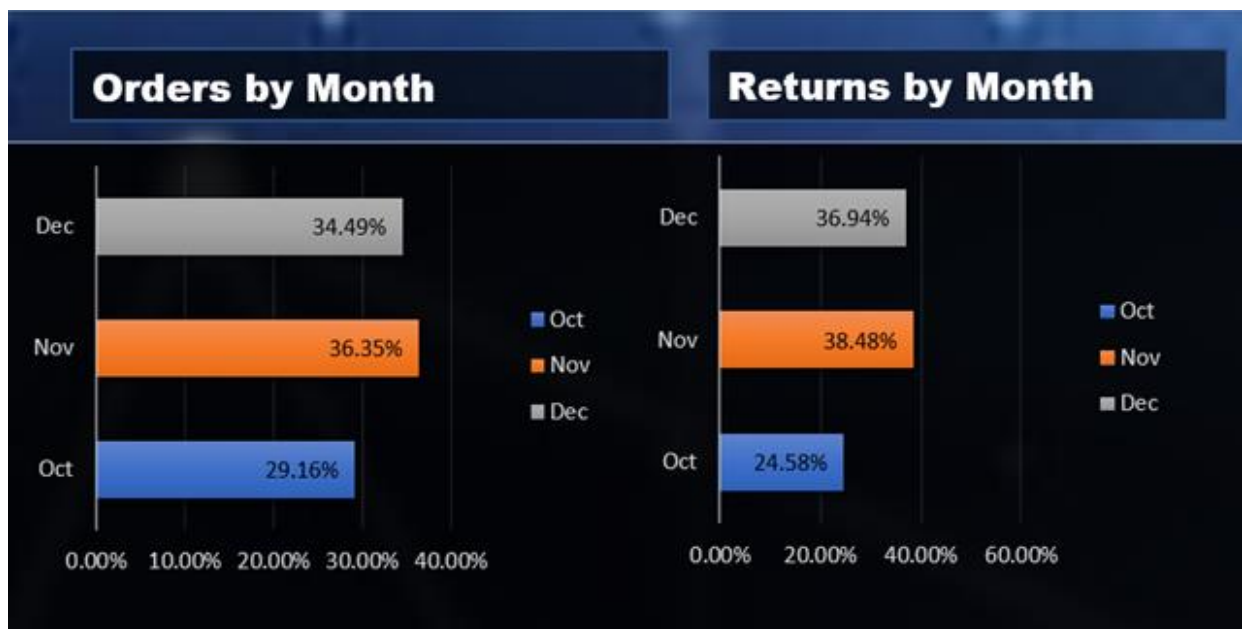 Orders by Month
Returns by Month
Dec
34.49%
Nov
36.35%
Oct
29.16%
0.00% 10.00% 20.00% 30.00% 40.00%
Oct
Nov
Dec
Dec
36.94%
Nov
38.48%
Oct
24.58%
0.00% 20.00% 40.00% 60.00%
Oct
Nov
Dec